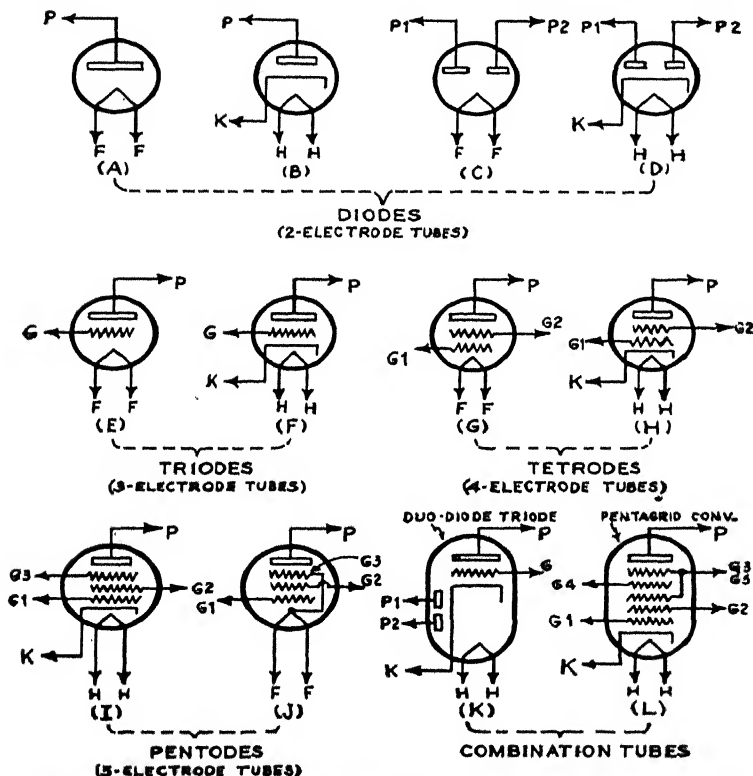 P P P1 P2 P1 P2
K K
F F H H F F H H
(A) (B) (C) (D)
DIODES
(2-ELECTRODE TUBES)
P P P P
G G G1 G2 G1 G2
K K
F F H H F F H H
(E) (F) (G) (H)
TRIODES TETRODES
(3-ELECTRODE TUBES) (4-ELECTRODE TUBES)
DUO-DIODE TRIODE PENTAGRID CONV.
P P P P
G3 G3 G G3
G5
G2 G2 G4
G1 G1 P1 G2
P2 G1
K K K
H H F F H H H H
(I) (J) (K) (L)
PENTODES COMBINATION TUBES
(5-ELECTRODE TUBES)